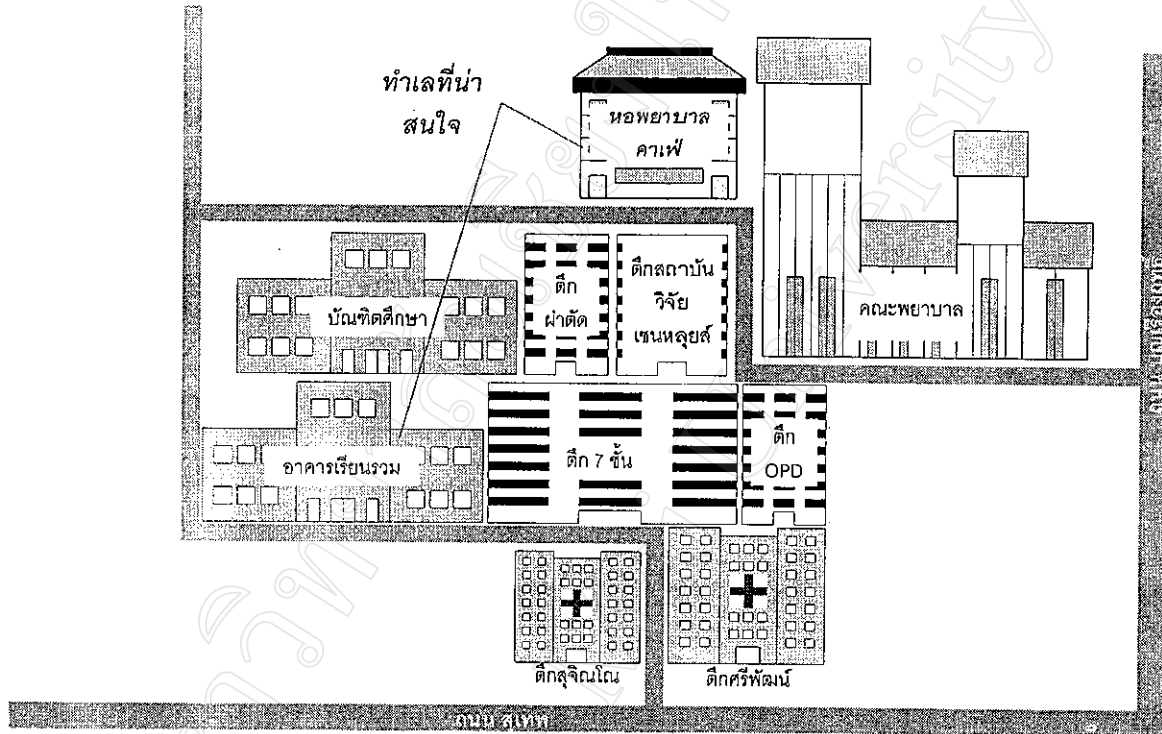 ทำเลที่น่า
สนใจ
หอพยาบาล
คาเฟ่
ตึก
ผ่าตัด
ตึกสถาบัน
วิจัย
เซนหลุยส์
บัณฑิตศึกษา
คณะพยาบาล
อาคารเรียนรวม
ตึก 7 ชั้น
ตึก
OPD
ตึกสุจิณโณ
ตึกศรีพัฒน์
ถนน สุเทพ
University